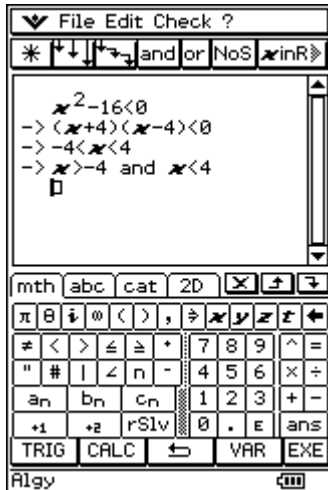 File Edit Check ?
and or NoS xinR
x²-16<0
-> (x+4)(x-4)<0
-> -4<x<4
-> x>-4 and x<4
mth abc cat 2D
π θ i ∞ ( ) , x y z t
≠ < > ≤ ≥ 7 8 9 ^ =
" # | ∠ 4 5 6 × ÷
an bn cn 1 2 3 + -
+1 +2 rSlv 0 . E ans
TRIG CALC VAR EXE
Algy